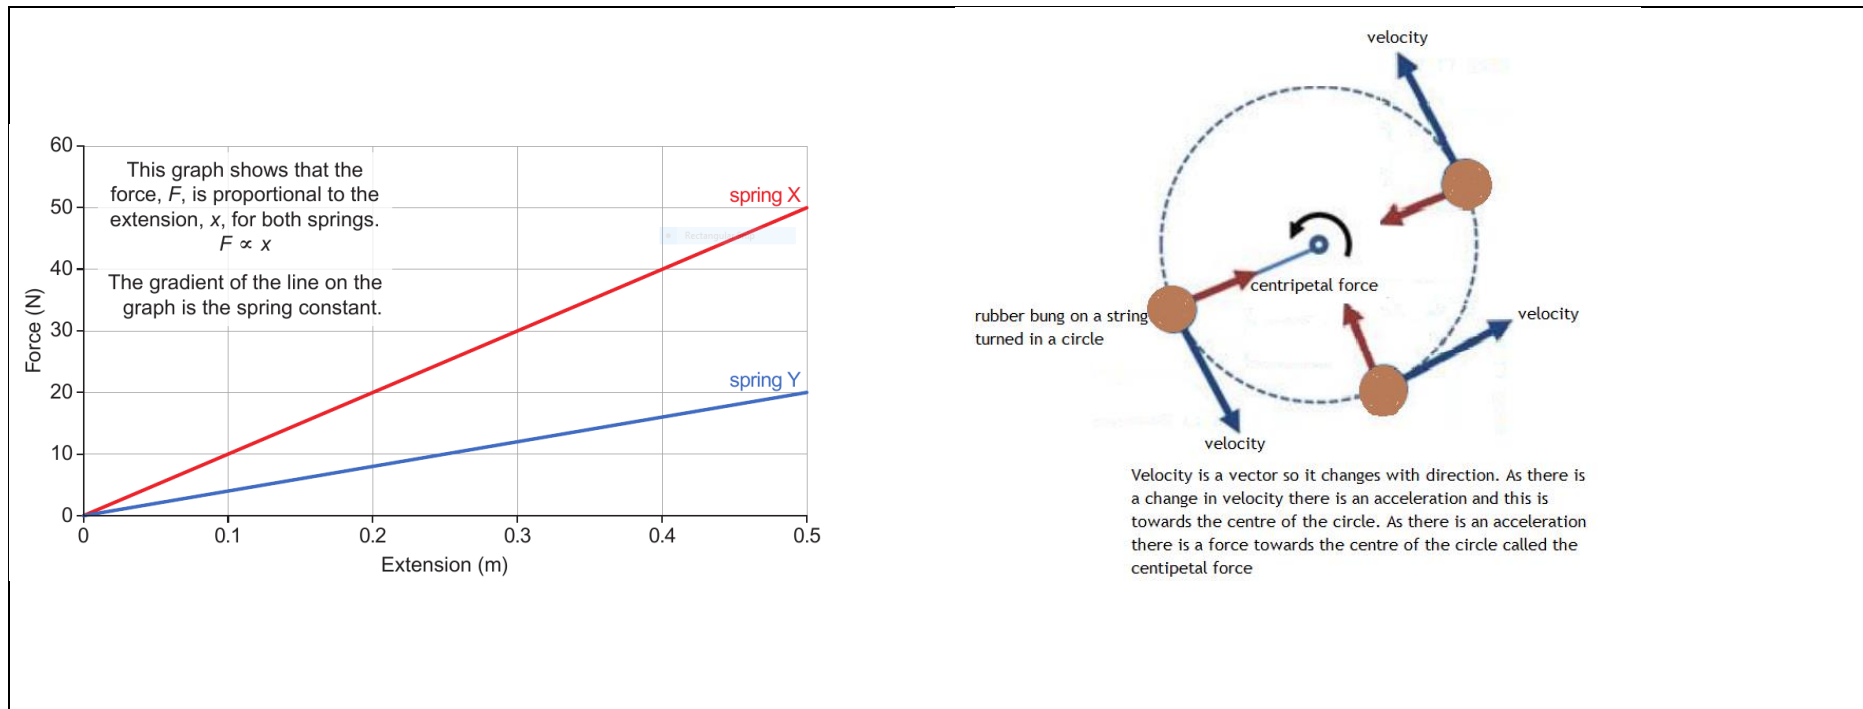 60
50
40
30
20
10
0
Force (N)
This graph shows that the
force, F, is proportional to the
extension, x, for both springs.
F ∝ x
The gradient of the line on the
graph is the spring constant.
spring X
spring Y
0
0.1
0.2
0.3
0.4
0.5
Extension (m)
velocity
centripetal force
rubber bung on a string
turned in a circle
velocity
velocity
Velocity is a vector so it changes with direction. As there is
a change in velocity there is an acceleration and this is
towards the centre of the circle. As there is an acceleration
there is a force towards the centre of the circle called the
centipetal force